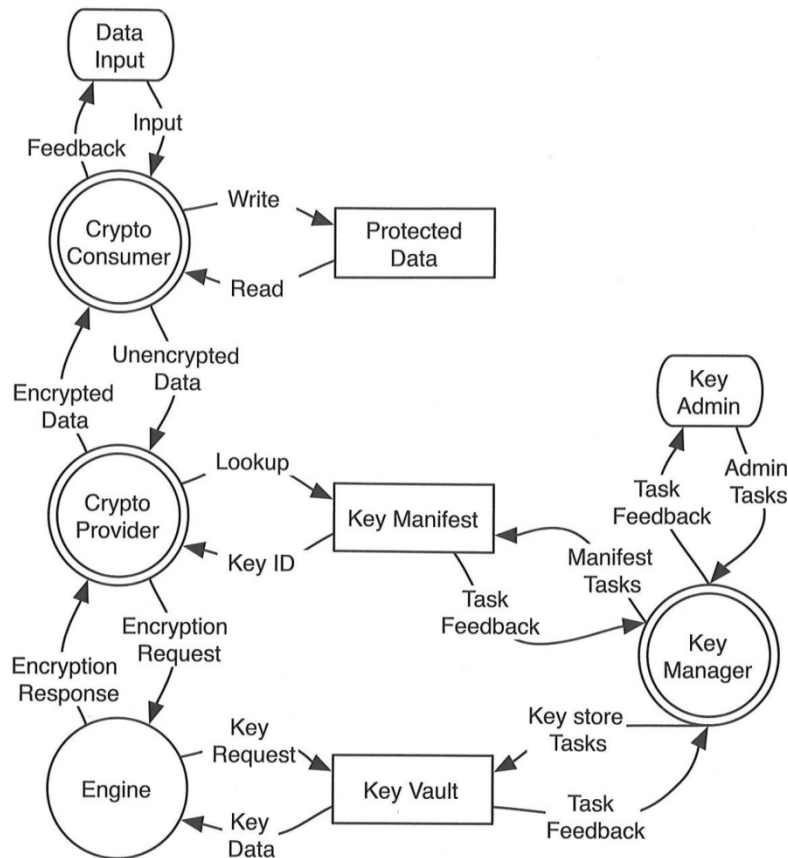 Data
Input
Input
Feedback
Crypto
Consumer
Write
Protected
Data
Read
Unencrypted
Data
Encrypted
Data
Key
Admin
Admin
Tasks
Task
Feedback
Lookup
Crypto
Provider
Key Manifest
Key ID
Manifest
Tasks
Task
Feedback
Encryption
Request
Encryption
Response
Key
Manager
Key store
Tasks
Key
Request
Engine
Key Vault
Key
Data
Task
Feedback